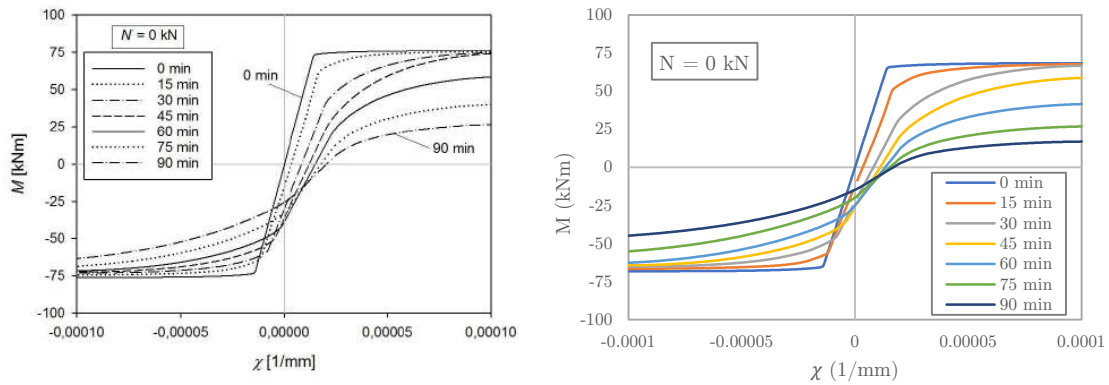 100
75
50
25
0
-25
-50
-75
-100
M [kNm]
N = 0 kN
0 min
15 min
30 min
45 min
60 min
75 min
90 min
0 min
90 min
-0,00010
-0,00005
0,00000
0,00005
0,00010
χ [1/mm]
100
75
50
25
0
-25
-50
-75
-100
M (kNm)
N = 0 kN
0 min
15 min
30 min
45 min
60 min
75 min
90 min
-0.0001
-0.00005
0
0.00005
0.0001
χ (1/mm)